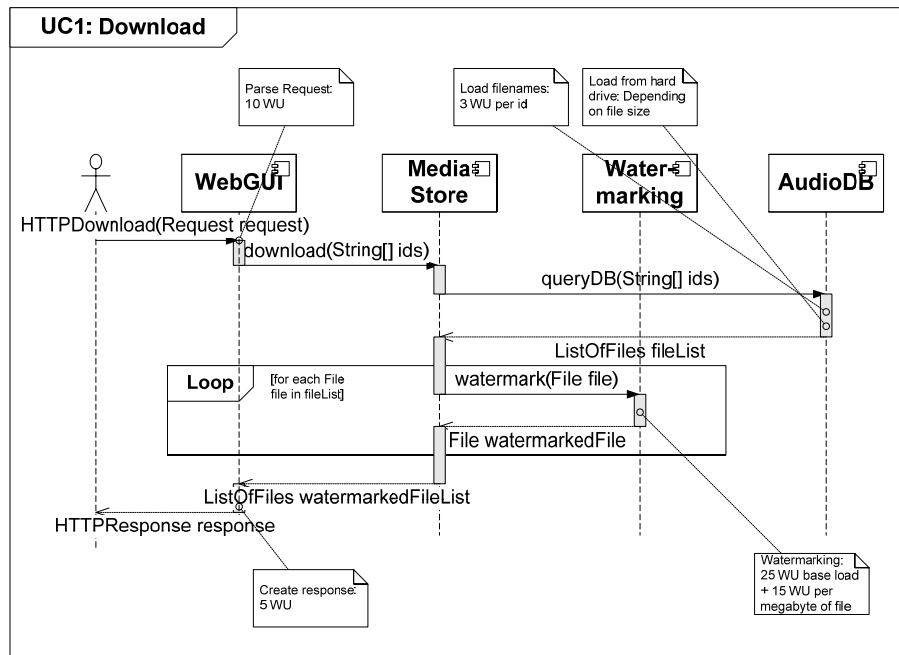 UC1: Download
Parse Request:
10 WU
Load filenames:
3 WU per id
Load from hard
drive: Depending
on file size
WebGUI
Media
Store
Water-
marking
AudioDB
HTTPDownload(Request request)
download(String[] ids)
queryDB(String[] ids)
ListOfFiles fileList
Loop
[for each File
file in fileList]
watermark(File file)
File watermarkedFile
ListOfFiles watermarkedFileList
HTTPResponse response
Create response:
5 WU
Watermarking:
25 WU base load
+ 15 WU per
megabyte of file